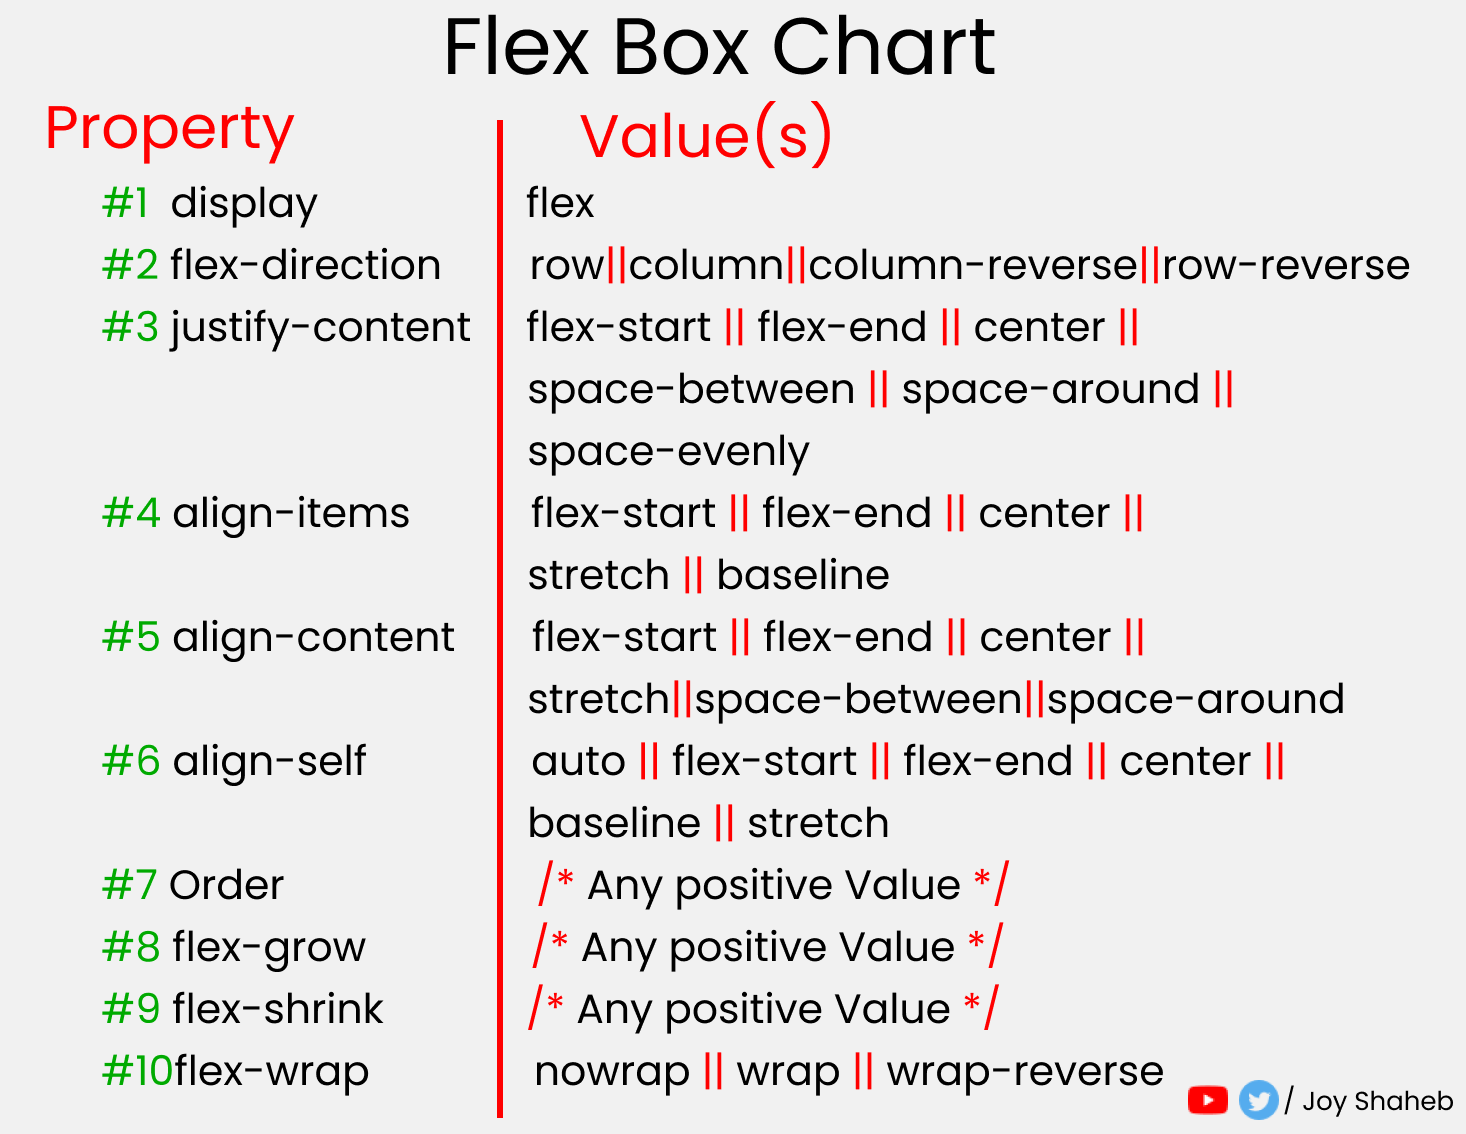 Flex Box Chart
Property Value(s)
#1 display flex
#2 flex-direction row||column||column-reverse||row-reverse
#3 justify-content flex-start || flex-end || center ||
space-between || space-around ||
space-evenly
#4 align-items flex-start || flex-end || center ||
stretch || baseline
#5 align-content flex-start || flex-end || center ||
stretch||space-between||space-around
#6 align-self auto || flex-start || flex-end || center ||
baseline || stretch
#7 Order /* Any positive Value */
#8 flex-grow /* Any positive Value */
#9 flex-shrink /* Any positive Value */
#10flex-wrap nowrap || wrap || wrap-reverse
/ Joy Shaheb